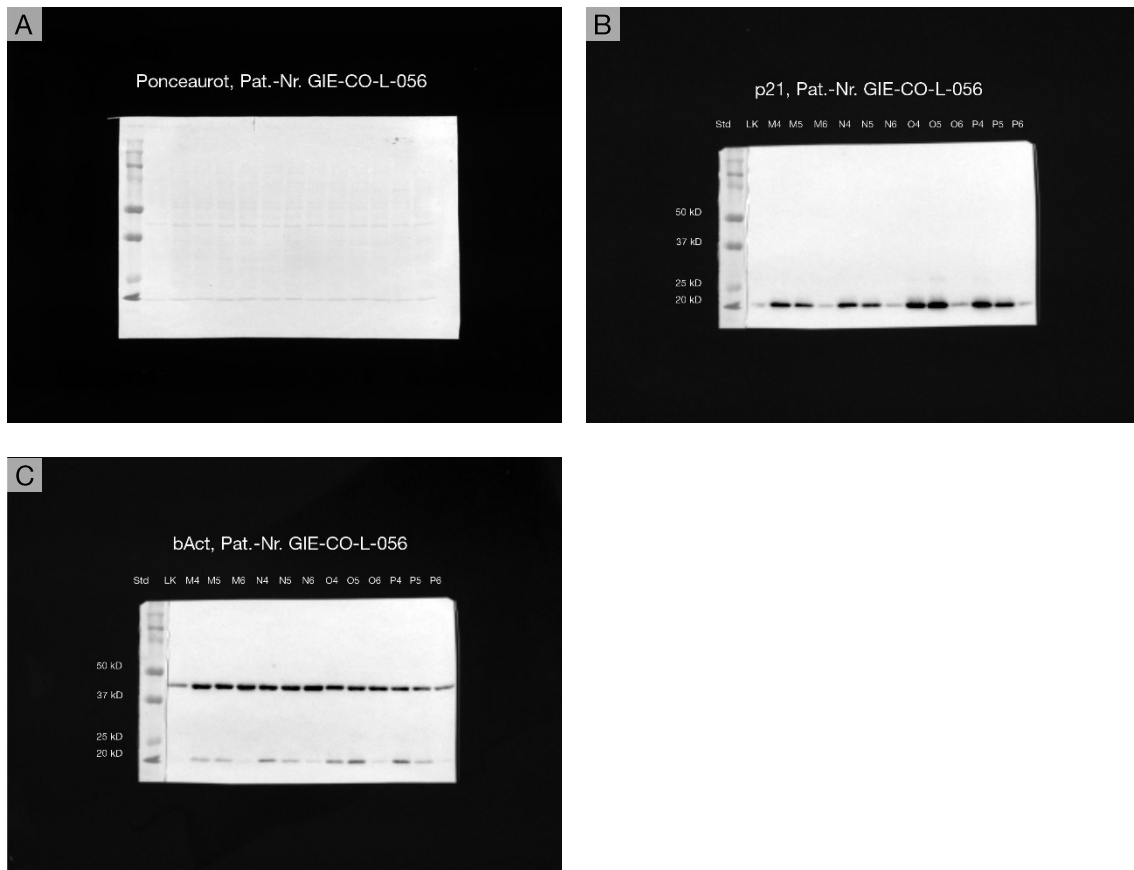 A
Ponceaurot, Pat.-Nr. GIE-CO-L-056
B
p21, Pat.-Nr. GIE-CO-L-056
Std LK M4 M5 M6 N4 N5 N6 O4 O5 O6 P4 P5 P6
50 kD
37 kD
25 kD
20 kD
C
bAct, Pat.-Nr. GIE-CO-L-056
Std LK M4 M5 M6 N4 N5 N6 O4 O5 O6 P4 P5 P6
50 kD
37 kD
25 kD
20 kD